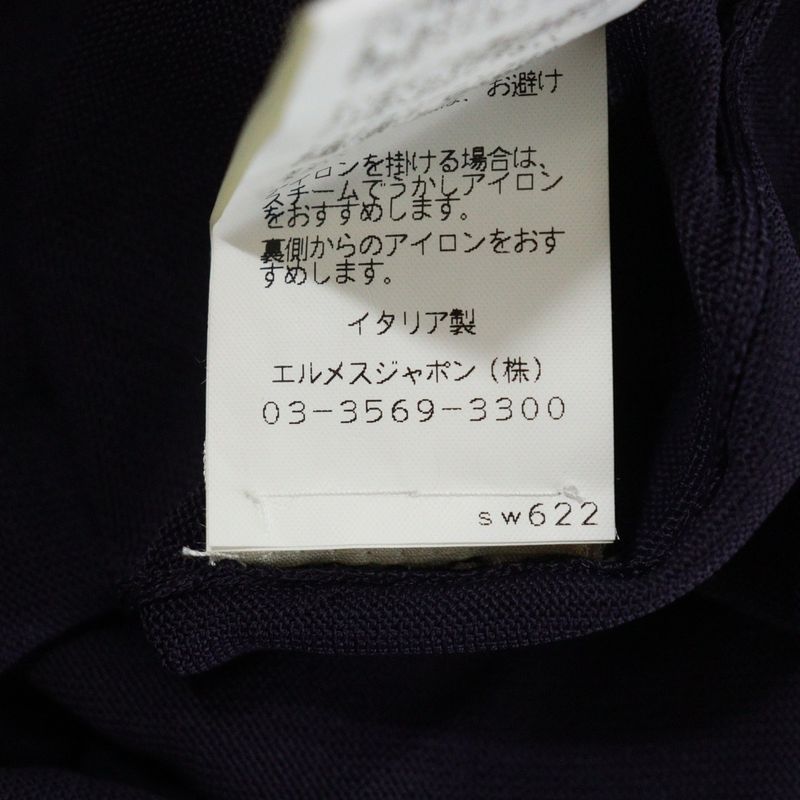 お避け
イロンを掛ける場合は、
スチームでうかしアイロン
をおすすめします。
裏側からのアイロンをおす
すめします。
イタリア製
エルメスジャポン(株)
03-3569-3300
sw622